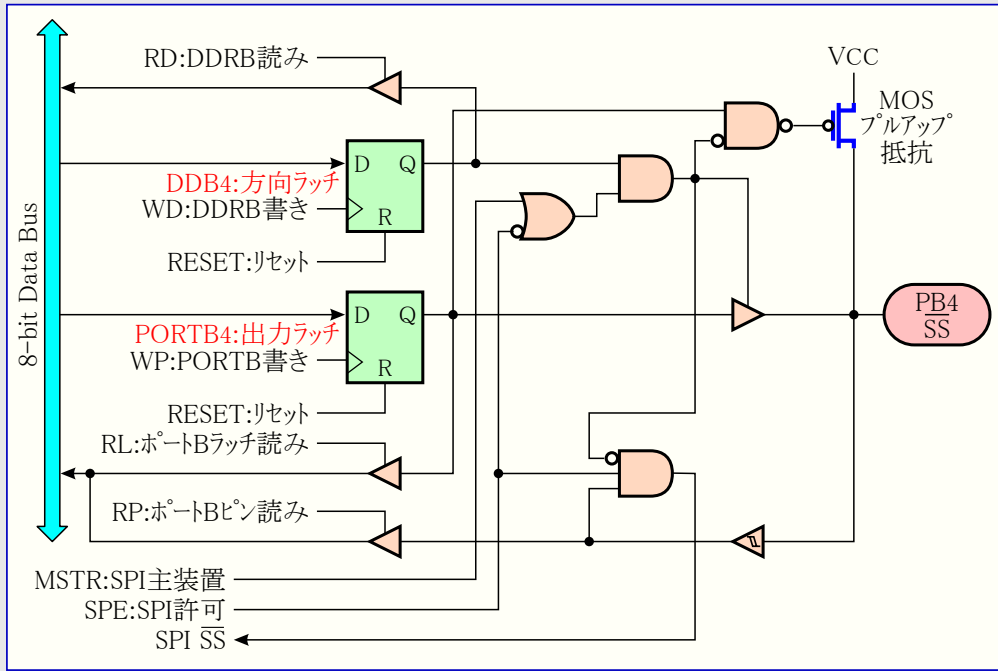 8-bit Data Bus
RD:DDRB読み
D
Q
R
DDB4:方向ラッチ
WD:DDRB書き
RESET:リセット
D
Q
R
PORTB4:出力ラッチ
WP:PORTB書き
RESET:リセット
RL:ポートBラッチ読み
RP:ポートBピン読み
MSTR:SPI主装置
SPE:SPI許可
SPI SS
VCC
MOS
プルアップ
抵抗
PB4
SS